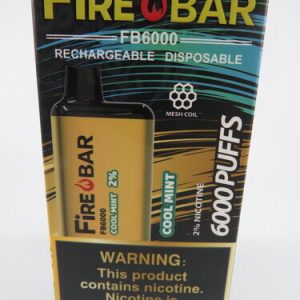 FIRE BAR
FB6000
RECHARGEABLE DISPOSABLE
MESH COIL
FIRE BAR
FB6000
COOL MINT 2%
COOL MINT
2% NICOTINE
6000 PUFFS
WARNING:
This product
contains nicotine.
Nicotine is